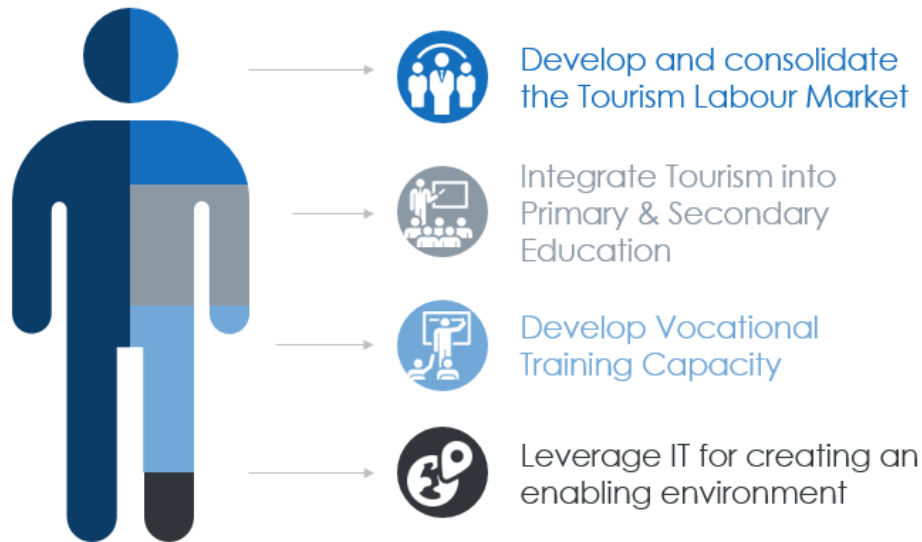 Develop and consolidate
the Tourism Labour Market
Integrate Tourism into
Primary & Secondary
Education
Develop Vocational
Training Capacity
Leverage IT for creating an
enabling environment